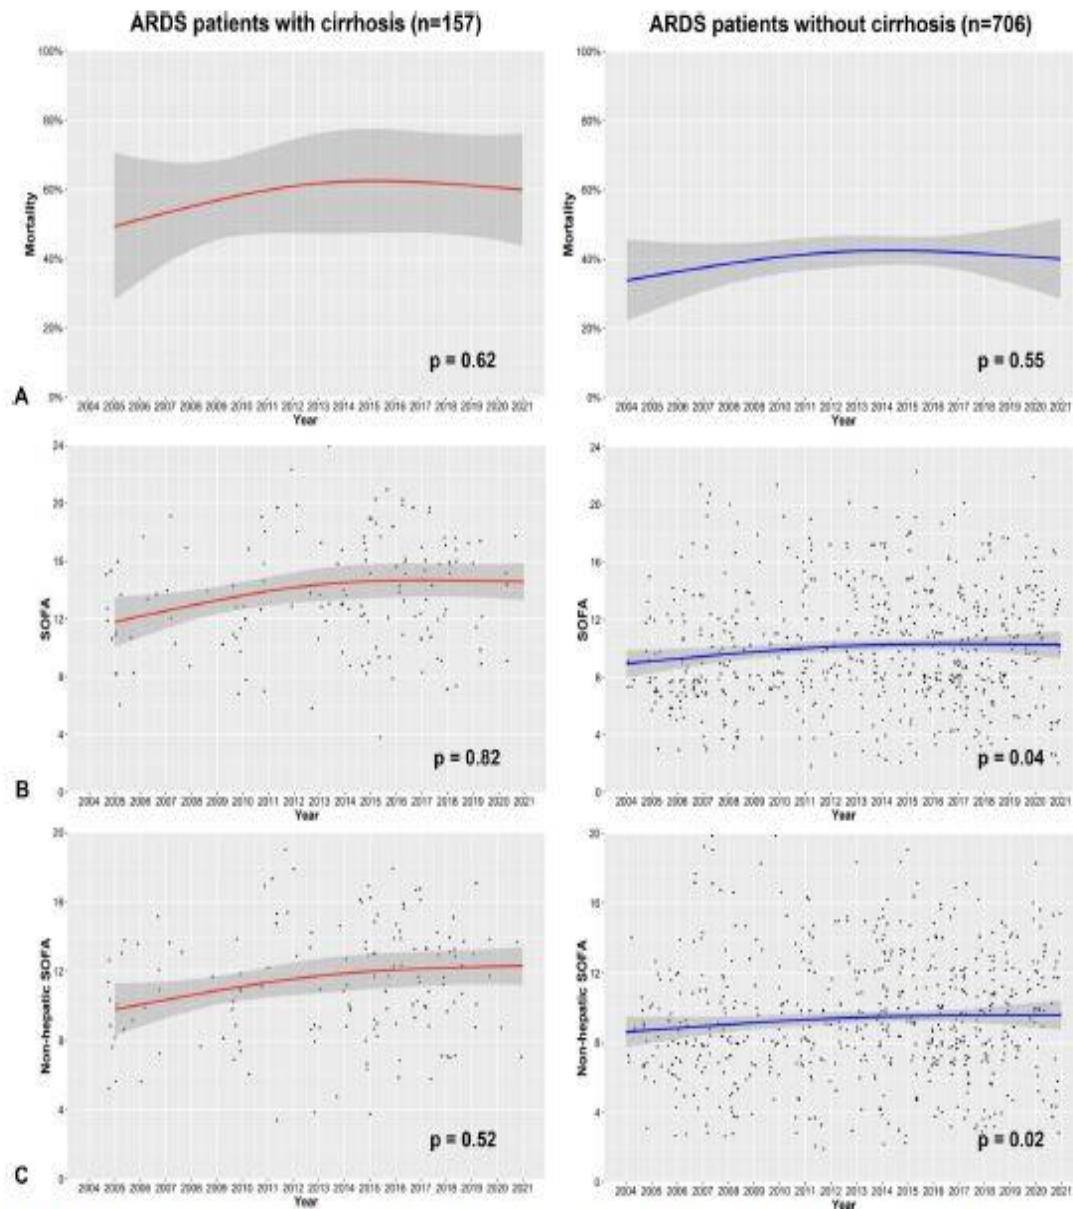 ARDS patients with cirrhosis (n=157)
ARDS patients without cirrhosis (n=706)
100%
80%
60%
40%
20%
0%
Mortality
p = 0.62
A
2004 2005 2006 2007 2008 2009 2010 2011 2012 2013 2014 2015 2016 2017 2018 2019 2020 2021
Year
100%
80%
60%
40%
20%
0%
Mortality
p = 0.55
2004 2005 2006 2007 2008 2009 2010 2011 2012 2013 2014 2015 2016 2017 2018 2019 2020 2021
Year
24
20
16
12
8
4
0
SOFA
p = 0.82
B
2004 2005 2006 2007 2008 2009 2010 2011 2012 2013 2014 2015 2016 2017 2018 2019 2020 2021
Year
24
20
16
12
8
4
0
SOFA
p = 0.04
2004 2005 2006 2007 2008 2009 2010 2011 2012 2013 2014 2015 2016 2017 2018 2019 2020 2021
Year
20
16
12
8
4
0
Non-hepatic SOFA
p = 0.52
C
2004 2005 2006 2007 2008 2009 2010 2011 2012 2013 2014 2015 2016 2017 2018 2019 2020 2021
Year
20
16
12
8
4
0
Non-hepatic SOFA
p = 0.02
2004 2005 2006 2007 2008 2009 2010 2011 2012 2013 2014 2015 2016 2017 2018 2019 2020 2021
Year